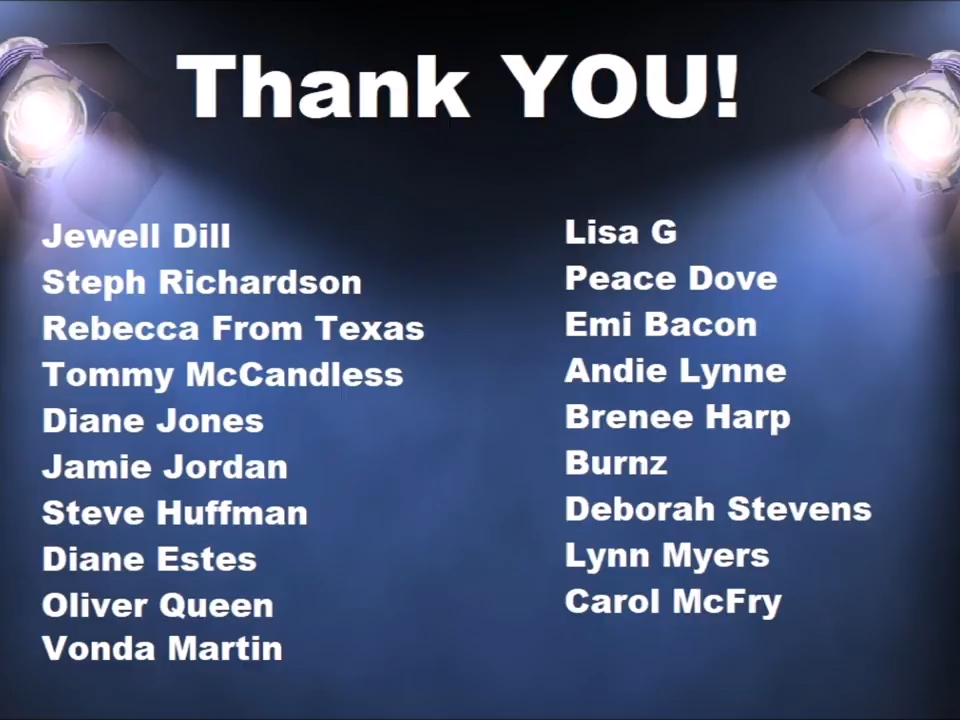 Thank YOU!
Jewell Dill
Steph Richardson
Rebecca From Texas
Tommy McCandless
Diane Jones
Jamie Jordan
Steve Huffman
Diane Estes
Oliver Queen
Vonda Martin
Lisa G
Peace Dove
Emi Bacon
Andie Lynne
Brenee Harp
Burnz
Deborah Stevens
Lynn Myers
Carol McFry